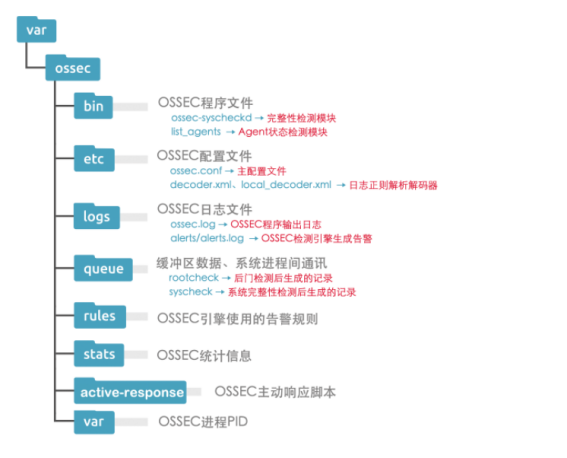 var
ossec
bin
OSSEC程序文件
ossec-syscheckd → 完整性检测模块
list_agents → Agent状态检测模块
etc
OSSEC配置文件
ossec.conf → 主配置文件
decoder.xml、local_decoder.xml → 日志正则解析解码器
logs
OSSEC日志文件
ossec.log → OSSEC程序输出日志
alerts/alerts.log → OSSEC检测引擎生成告警
queue
缓冲区数据、系统进程间通讯
rootcheck → 后门检测后生成的记录
syscheck → 系统完整性检测后生成的记录
rules
OSSEC引擎使用的告警规则
stats
OSSEC统计信息
active-response
OSSEC主动响应脚本
var
OSSEC进程PID